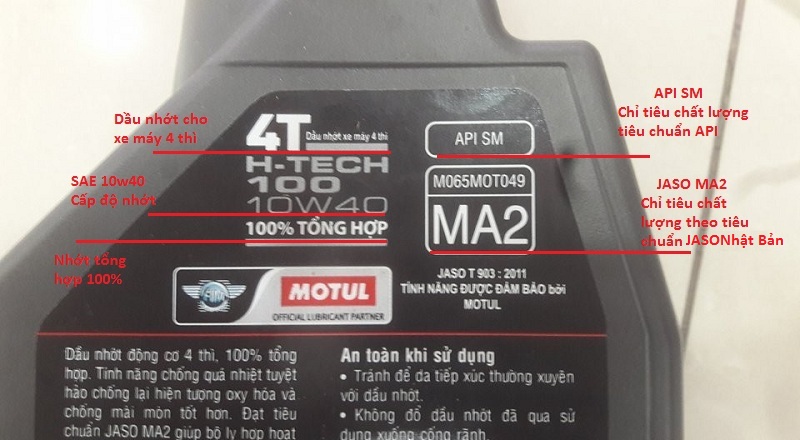 Dầu nhớt cho
xe máy 4 thì
SAE 10w40
Cấp độ nhớt
Nhớt tổng
hợp 100%
4T Dầu nhớt xe máy 4 thì
H-TECH
100
10W40
100% TỔNG HỢP
API SM
M065MOT049
MA2
JASO T 903 : 2011
TÍNH NĂNG ĐƯỢC ĐẢM BẢO bởi
MOTUL
API SM
Chỉ tiêu chất lượng
tiêu chuẩn API
JASO MA2
Chỉ tiêu chất
lượng theo tiêu
chuẩn JASONhật Bản
MOTUL
OFFICIAL LUBRICANT PARTNER
Dầu nhớt động cơ 4 thì, 100% tổng
hợp. Tính năng chống quá nhiệt tuyệt
hảo chống lại hiện tượng oxy hóa và
chống mài mòn tốt hơn. Đạt tiêu
chuẩn JASO MA2 giúp bộ ly hợp hoạt
An toàn khi sử dụng
• Tránh để da tiếp xúc thường xuyên
với dầu nhớt.
• Không đổ dầu nhớt đã qua sử
dụng xuống cống rãnh.